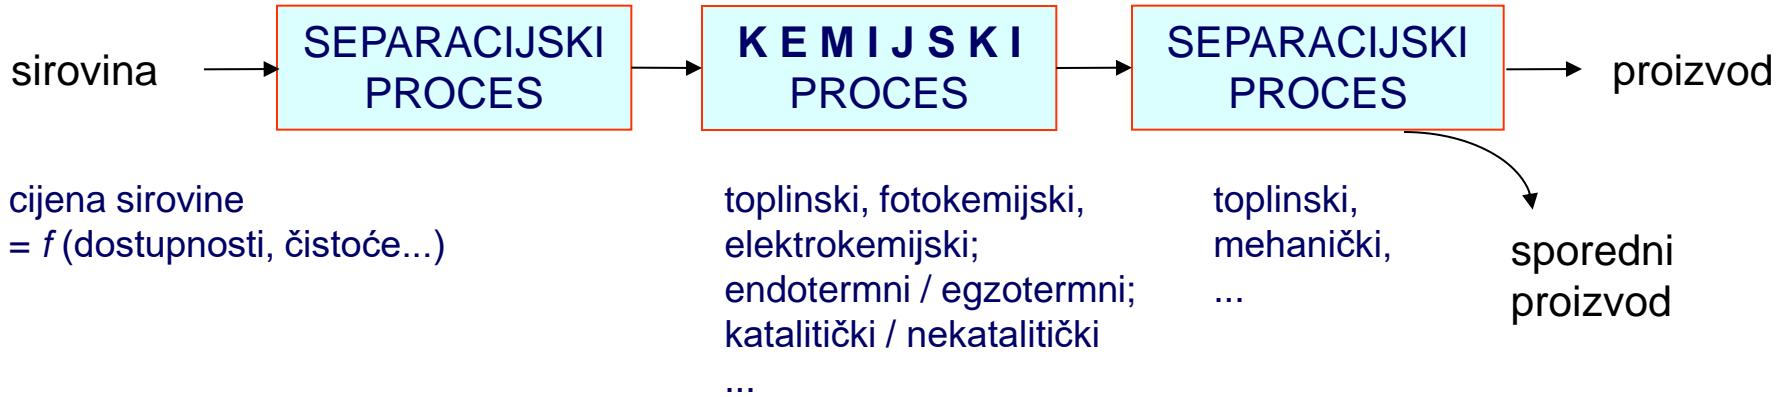 sirovina
SEPARACIJSKI
PROCES
K E M I J S K I
PROCES
SEPARACIJSKI
PROCES
proizvod
cijena sirovine
= f (dostupnosti, čistoće...)
toplinski, fotokemijski,
elektrokemijski;
endotermni / egzotermni;
katalitički / nekatalitički
...
toplinski,
mehanički,
...
sporedni
proizvod